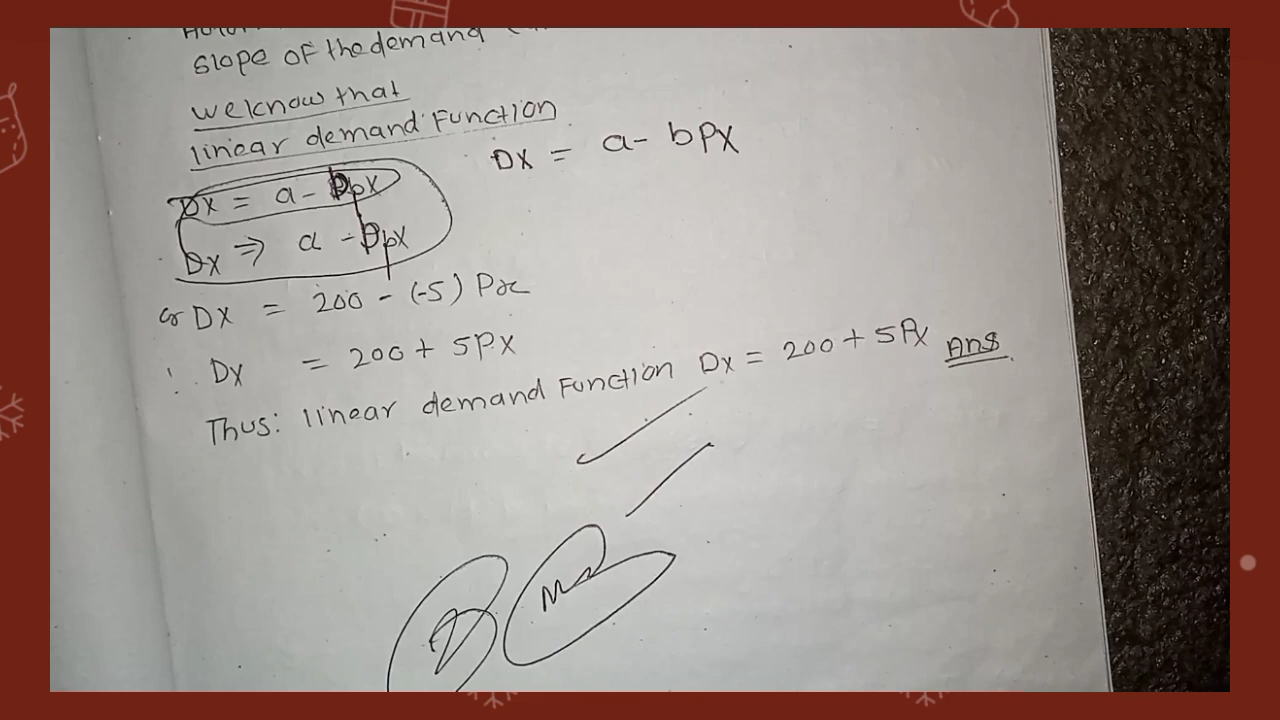 slope of the demand
we know that
linear demand Function
Dx = a - bPx
Dx = a - bpx
Dx ⇒ a - bpx
or Dx = 200 - (-5) Px
∴ Dx = 200 + 5Px
Thus: linear demand Function Dx = 200 + 5Px Ans.